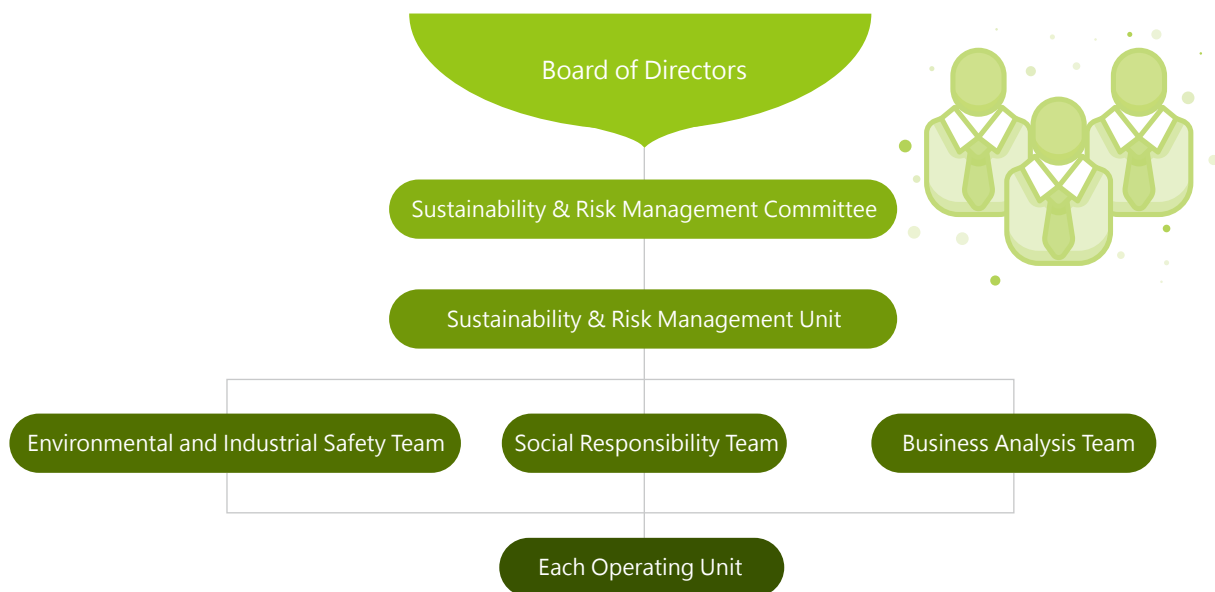 Board of Directors
Sustainability & Risk Management Committee
Sustainability & Risk Management Unit
Environmental and Industrial Safety Team
Social Responsibility Team
Business Analysis Team
Each Operating Unit